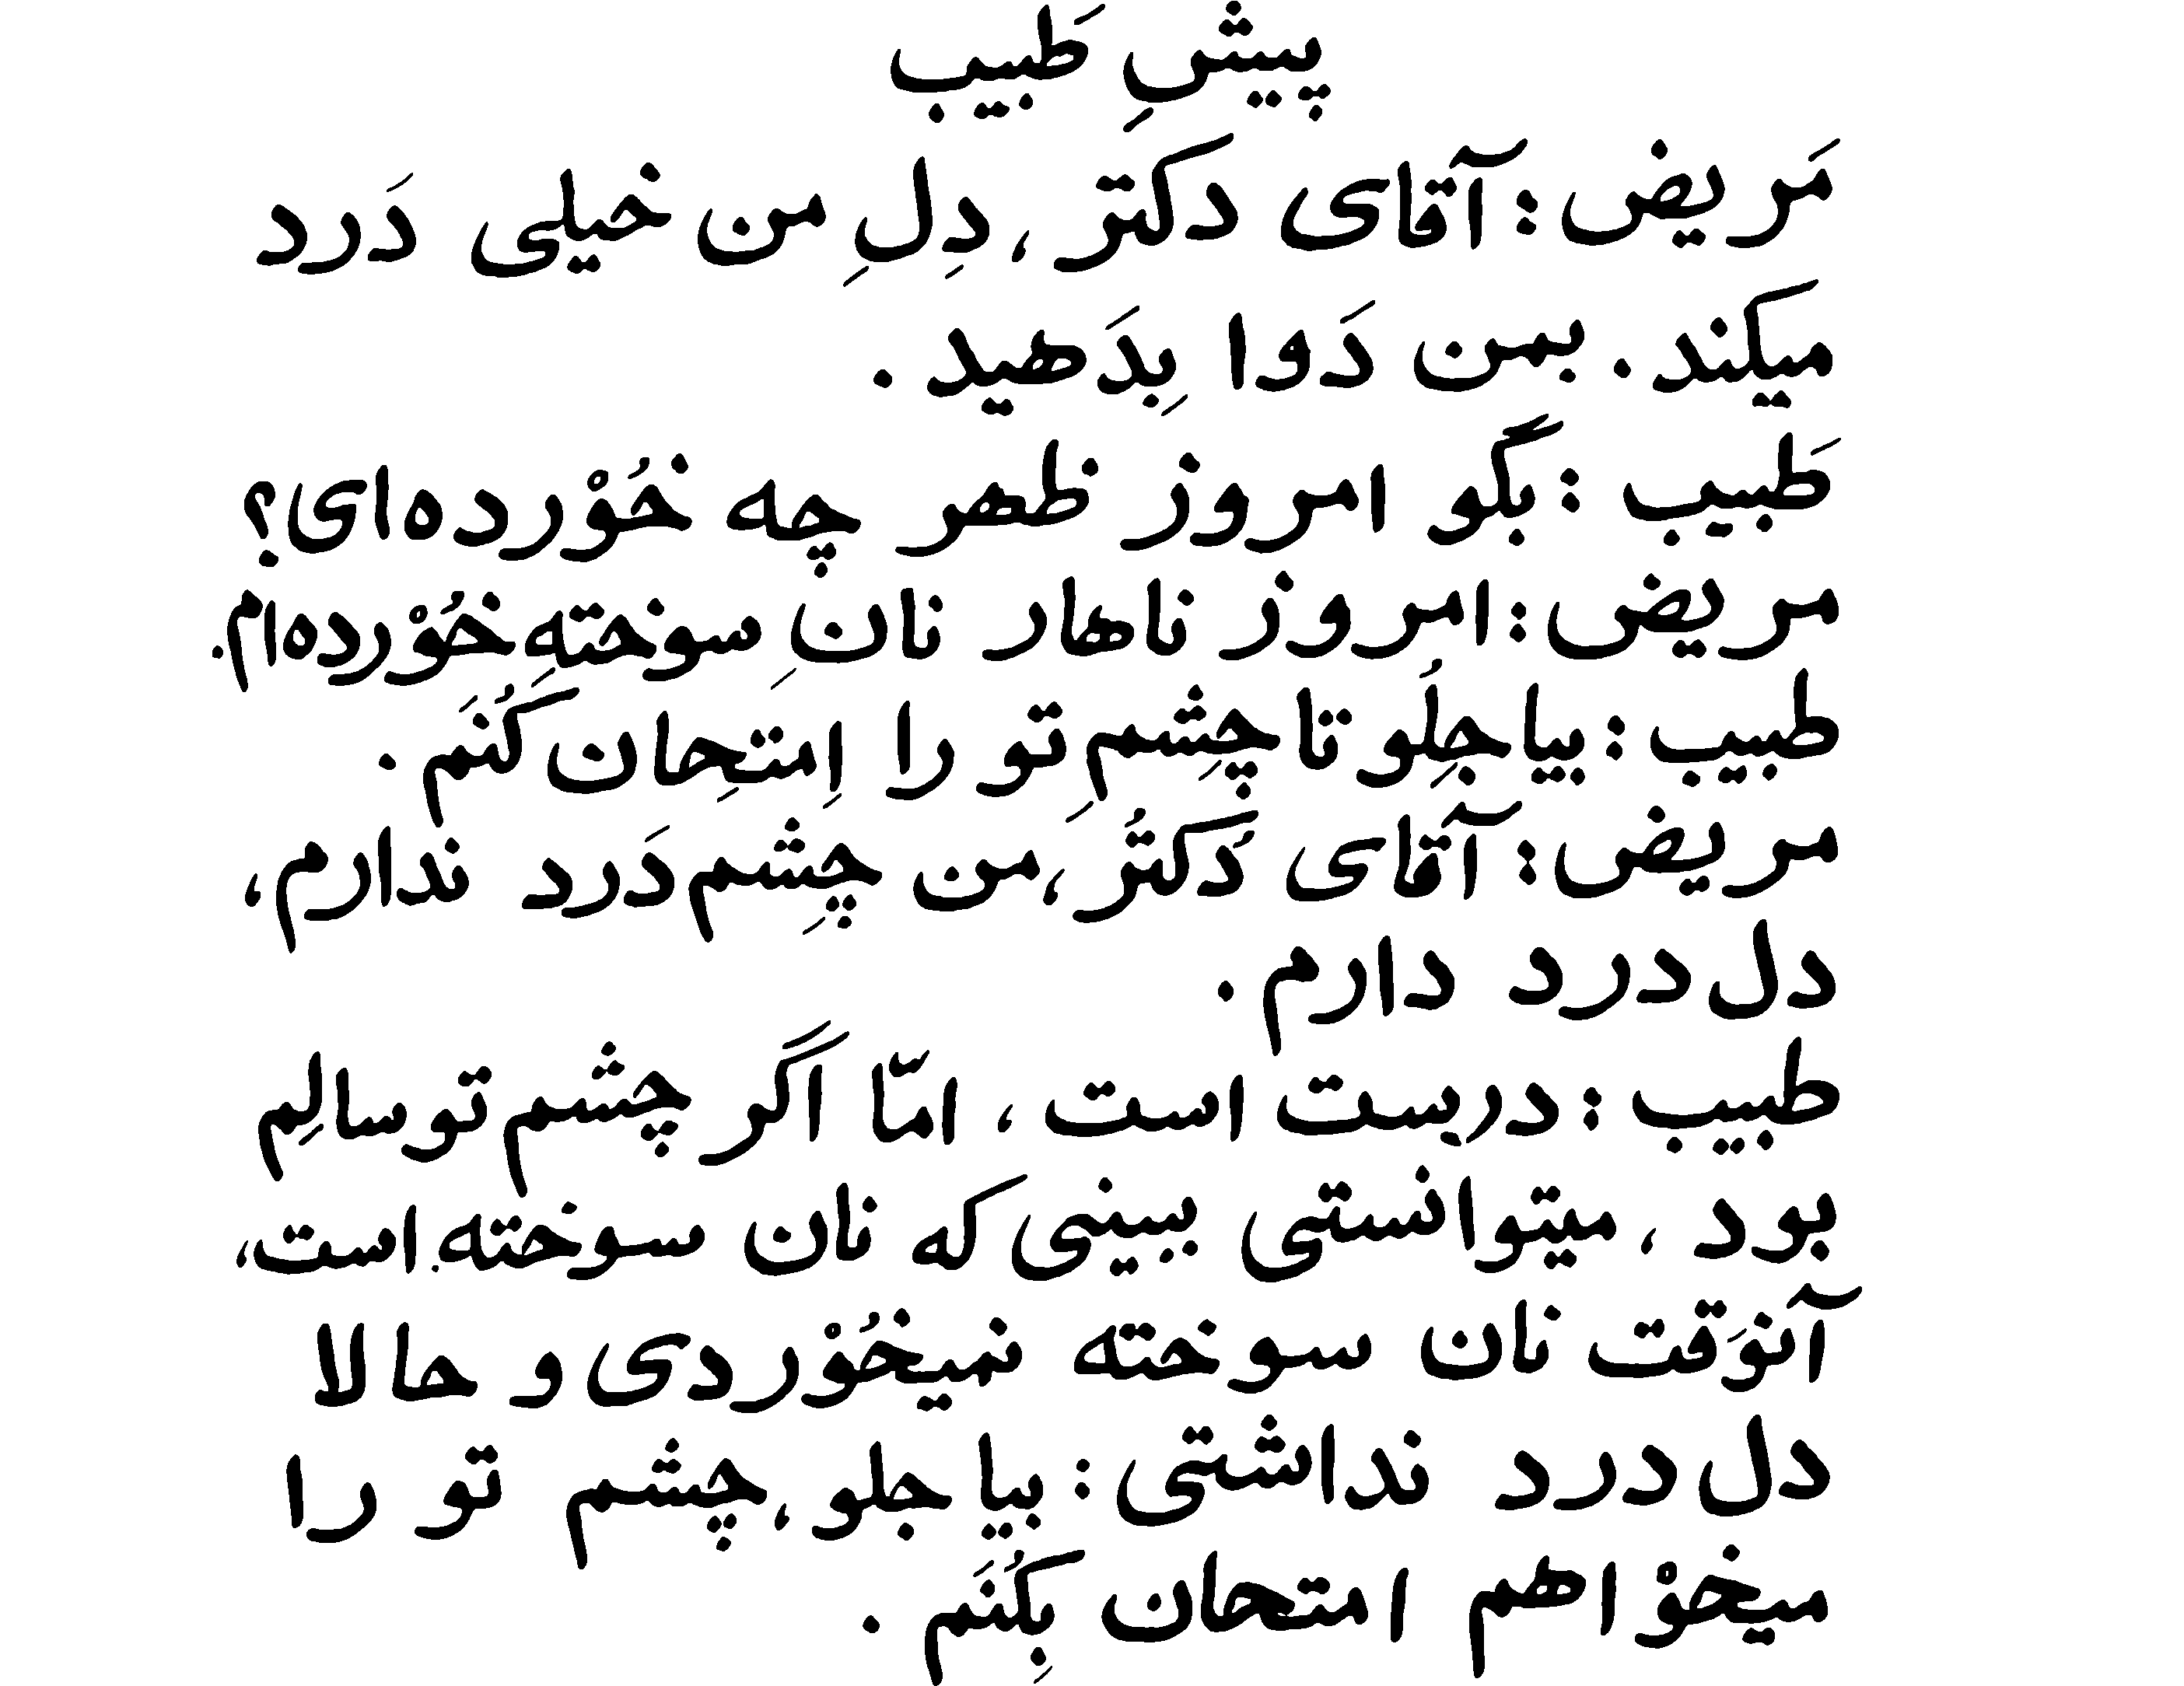 پیشِ طَبیب
مَریض : آقای دکتر ، دِلِ من خیلی دَرد
میکند . بمن دَوا بِدَهید .
طَبیب : بگو امروز ظهر چه خُوْرده‌ای؟
مریض : امروز ناهار نانِ سوخته خُوْرده‌ام .
طبیب : بیا جِلُو تا چِشمِ تو را اِمتِحان کُنَم .
مریض : آقای دُکتُر ، من چِشم دَرد ندارم ،
دل درد دارم .
طبیب : درست است ، امّا اگر چشم تو سالِم
بود ، میتوانستی ببینی که نان سوخته است ،
آنوَقت نان سوخته نمیخُوْردی و حالا
دل درد نداشتی : بیا جلو ، چشم تو را
میخوْاهم امتحان بِکُنَم .